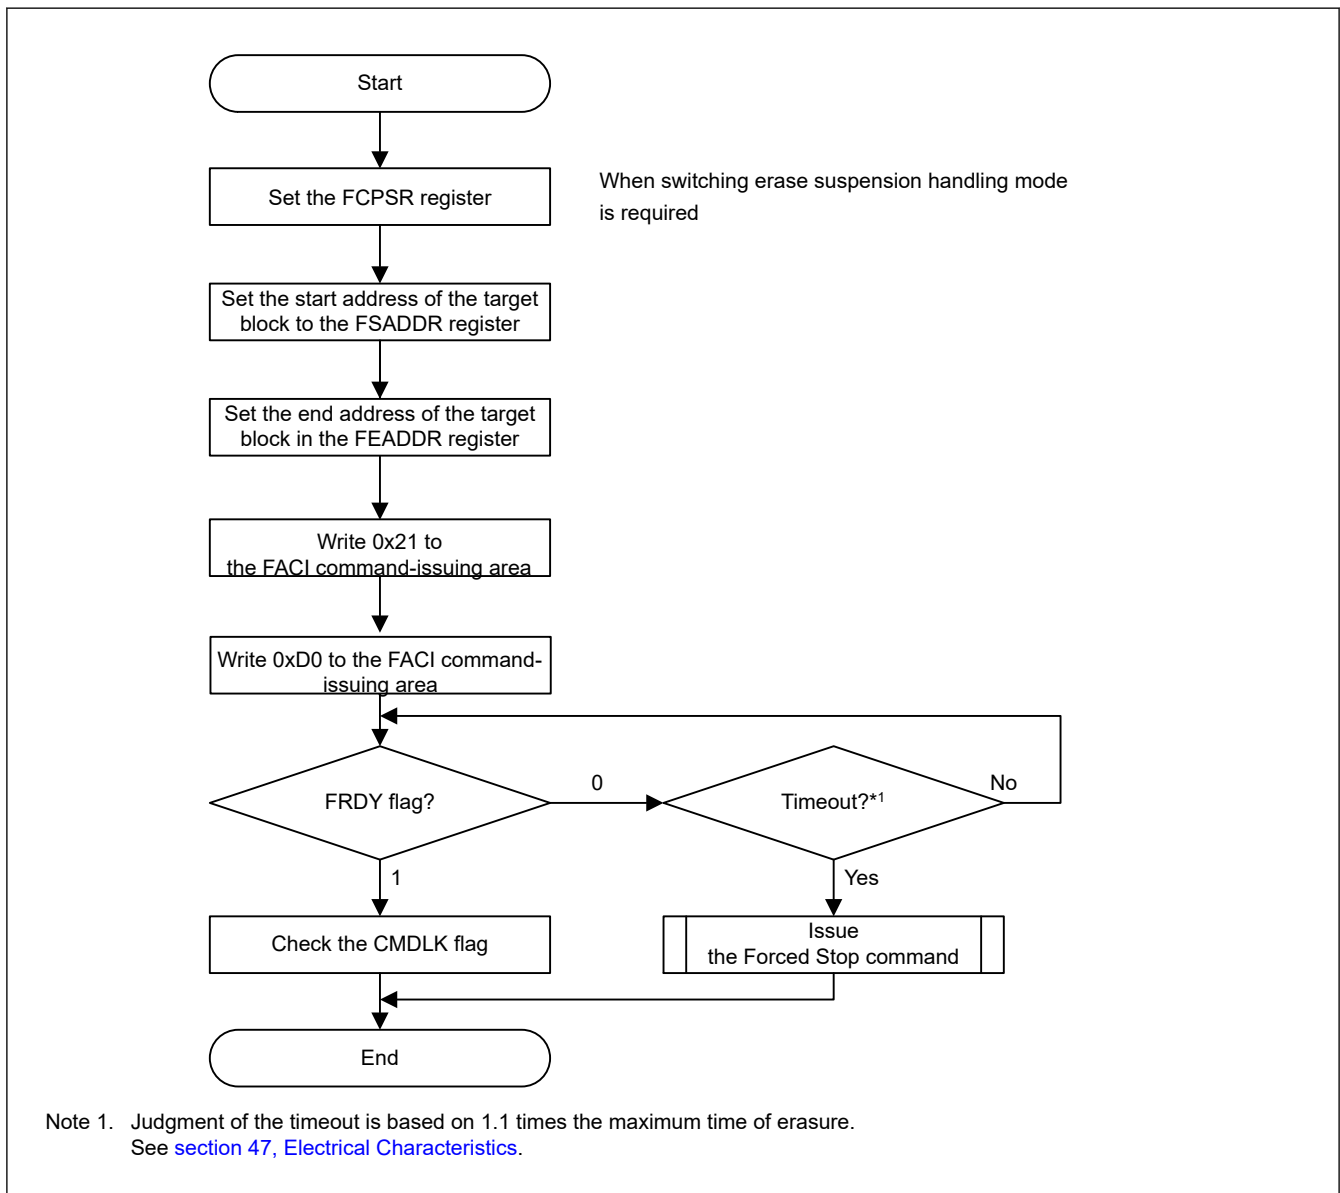 Start
Set the FCPSR register
When switching erase suspension handling mode
is required
Set the start address of the target
block to the FSADDR register
Set the end address of the target
block in the FEADDR register
Write 0x21 to
the FACI command-issuing area
Write 0xD0 to the FACI command-
issuing area
FRDY flag?
0
Timeout?*1
No
1
Yes
Check the CMDLK flag
Issue
the Forced Stop command
End
Note 1. Judgment of the timeout is based on 1.1 times the maximum time of erasure.
See section 47, Electrical Characteristics.